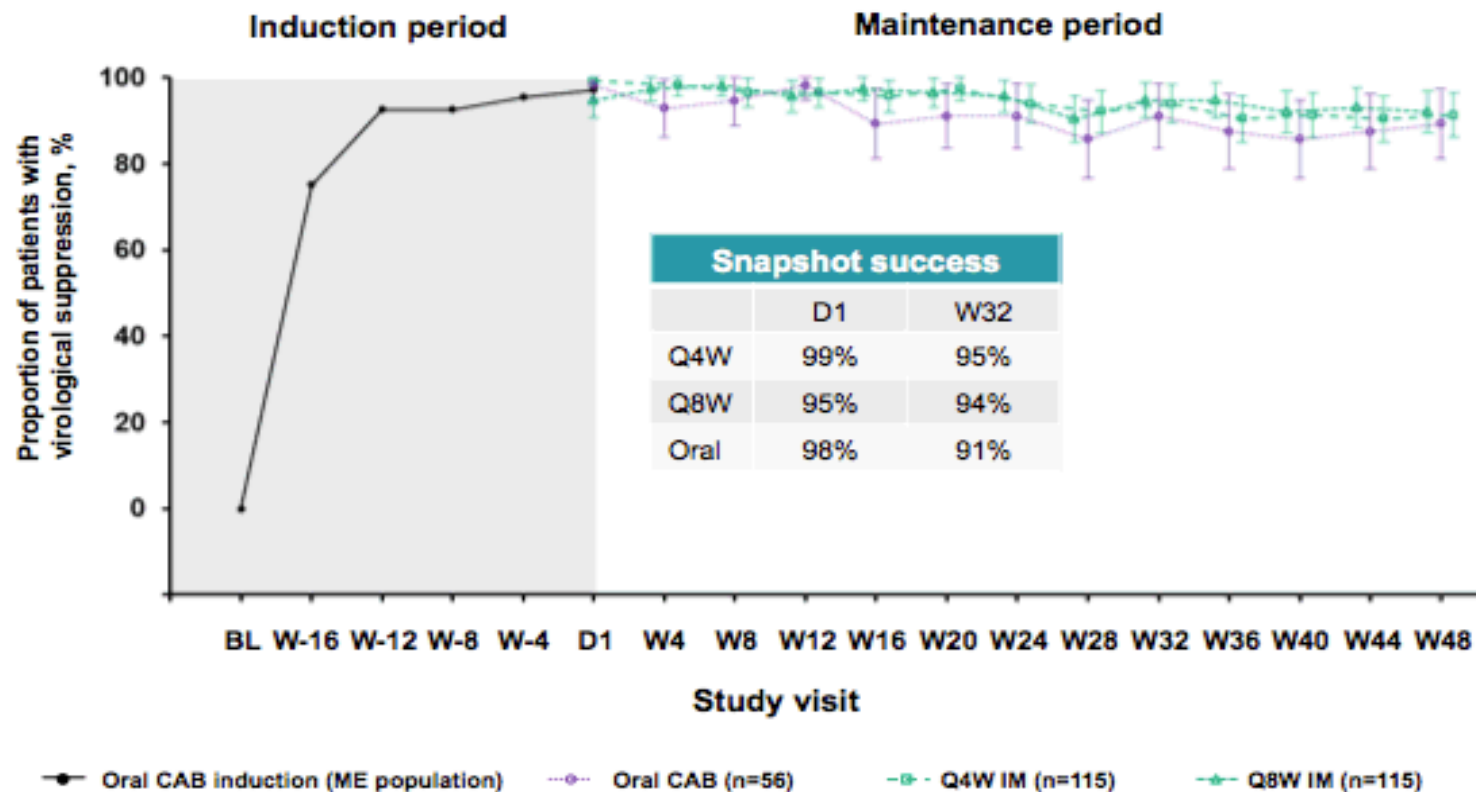 Induction period
Maintenance period
Proportion of patients with
virological suppression, %
100
80
60
40
20
0
Snapshot success
D1 W32
Q4W 99% 95%
Q8W 95% 94%
Oral 98% 91%
BL W-16 W-12 W-8 W-4 D1 W4 W8 W12 W16 W20 W24 W28 W32 W36 W40 W44 W48
Study visit
Oral CAB induction (ME population) Oral CAB (n=56) Q4W IM (n=115) Q8W IM (n=115)